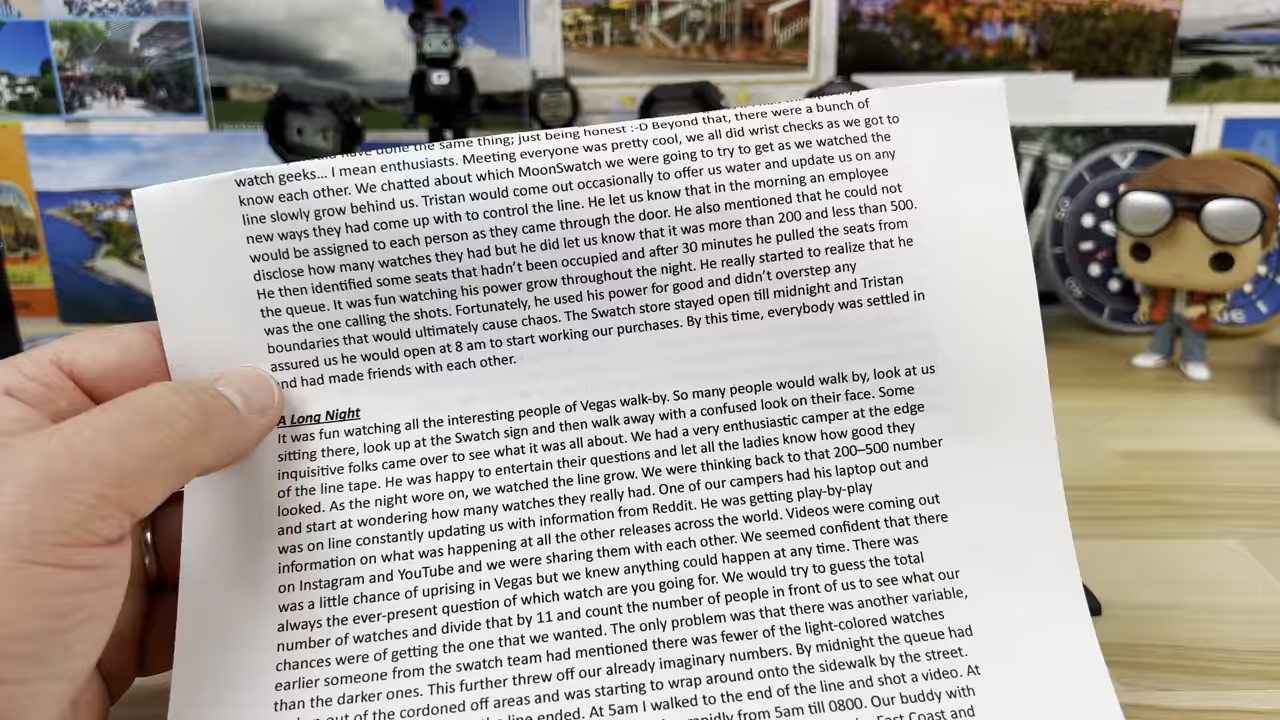 have done the same thing; just being honest :-D Beyond that, there were a bunch of
watch geeks... I mean enthusiasts. Meeting everyone was pretty cool, we all did wrist checks as we got to
know each other. We chatted about which MoonSwatch we were going to try to get as we watched the
line slowly grow behind us. Tristan would come out occasionally to offer us water and update us on any
new ways they had come up with to control the line. He let us know that in the morning an employee
would be assigned to each person as they came through the door. He also mentioned that he could not
disclose how many watches they had but he did let us know that it was more than 200 and less than 500.
He then identified some seats that hadn't been occupied and after 30 minutes he pulled the seats from
the queue. It was fun watching his power grow throughout the night. He really started to realize that he
was the one calling the shots. Fortunately, he used his power for good and didn't overstep any
boundaries that would ultimately cause chaos. The Swatch store stayed open till midnight and Tristan
assured us he would open at 8 am to start working our purchases. By this time, everybody was settled in
and had made friends with each other.
A Long Night
It was fun watching all the interesting people of Vegas walk-by. So many people would walk by, look at us
sitting there, look up at the Swatch sign and then walk away with a confused look on their face. Some
inquisitive folks came over to see what it was all about. We had a very enthusiastic camper at the edge
of the line tape. He was happy to entertain their questions and let all the ladies know how good they
looked. As the night wore on, we watched the line grow. We were thinking back to that 200–500 number
and start at wondering how many watches they really had. One of our campers had his laptop out and
was on line constantly updating us with information from Reddit. He was getting play-by-play
information on what was happening at all the other releases across the world. Videos were coming out
on Instagram and YouTube and we were sharing them with each other. We seemed confident that there
was a little chance of uprising in Vegas but we knew anything could happen at any time. There was
always the ever-present question of which watch are you going for. We would try to guess the total
number of watches and divide that by 11 and count the number of people in front of us to see what our
chances were of getting the one that we wanted. The only problem was that there was another variable,
earlier someone from the swatch team had mentioned there was fewer of the light-colored watches
than the darker ones. This further threw off our already imaginary numbers. By midnight the queue had
out of the cordoned off areas and was starting to wrap around onto the sidewalk by the street.
line ended. At 5am I walked to the end of the line and shot a video. At
from 5am till 0800. Our buddy with
East Coast and